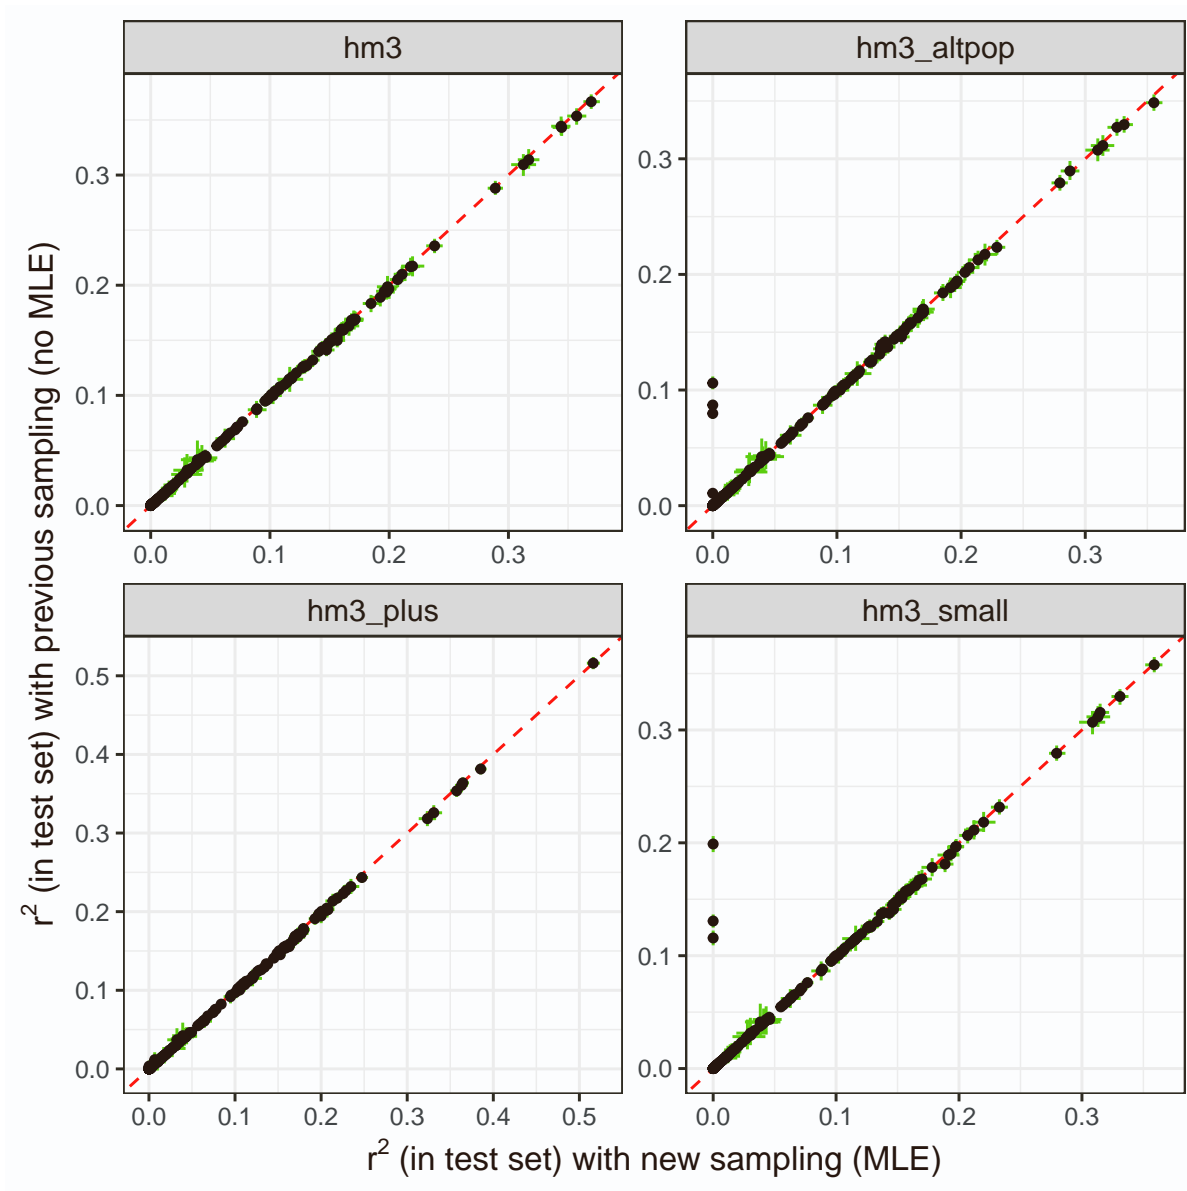 hm3
hm3_altpop
0.3
0.2
0.1
0.0
0.0 0.1 0.2 0.3
0.3
0.2
0.1
0.0
0.0 0.1 0.2 0.3
hm3_plus
hm3_small
0.5
0.4
0.3
0.2
0.1
0.0
0.0 0.1 0.2 0.3 0.4 0.5
0.3
0.2
0.1
0.0
0.0 0.1 0.2 0.3
r² (in test set) with previous sampling (no MLE)
r² (in test set) with new sampling (MLE)